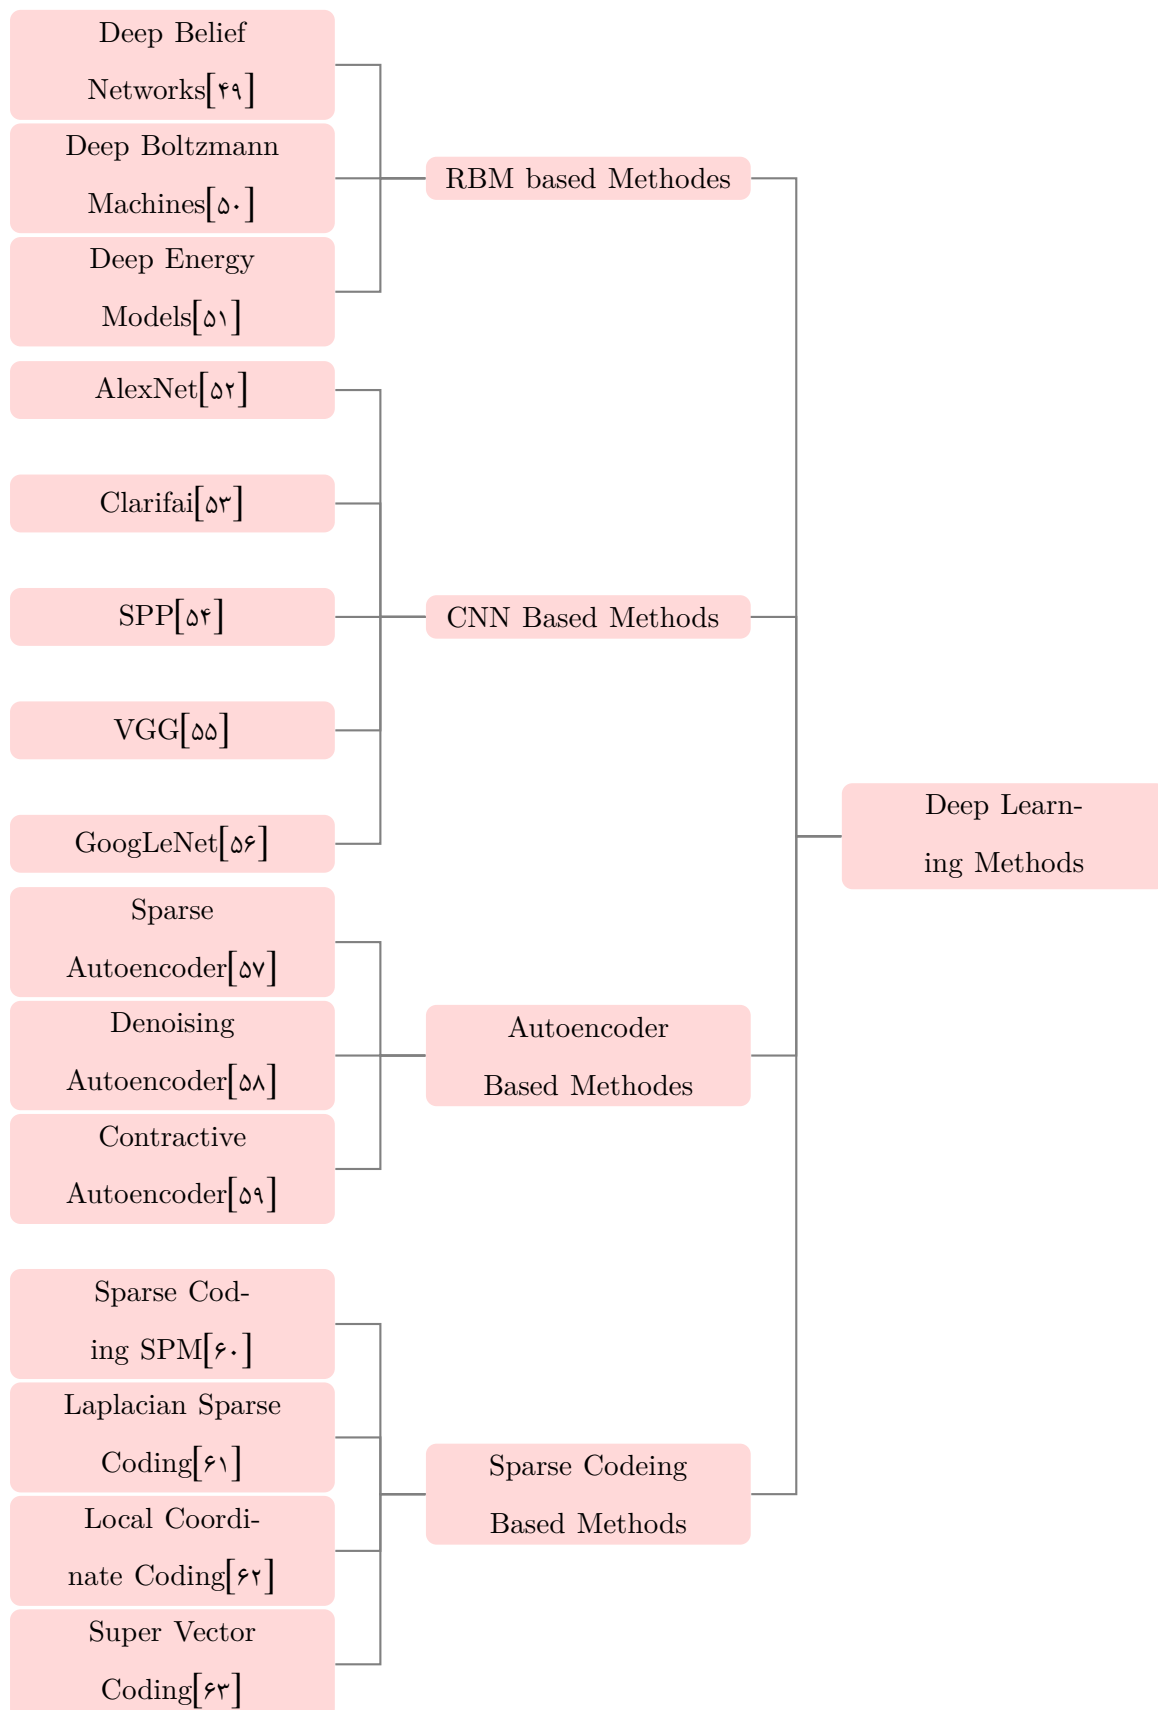 Deep Belief
Networks[۴۹]
Deep Boltzmann
Machines[۵۰]
Deep Energy
Models[۵۱]
RBM based Methodes
AlexNet[۵۲]
Clarifai[۵۳]
SPP[۵۴]
VGG[۵۵]
GoogLeNet[۵۶]
CNN Based Methods
Sparse
Autoencoder[۵۷]
Denoising
Autoencoder[۵۸]
Contractive
Autoencoder[۵۹]
Autoencoder
Based Methodes
Sparse Cod-
ing SPM[۶۰]
Laplacian Sparse
Coding[۶۱]
Local Coordi-
nate Coding[۶۲]
Super Vector
Coding[۶۳]
Sparse Codeing
Based Methods
Deep Learn-
ing Methods